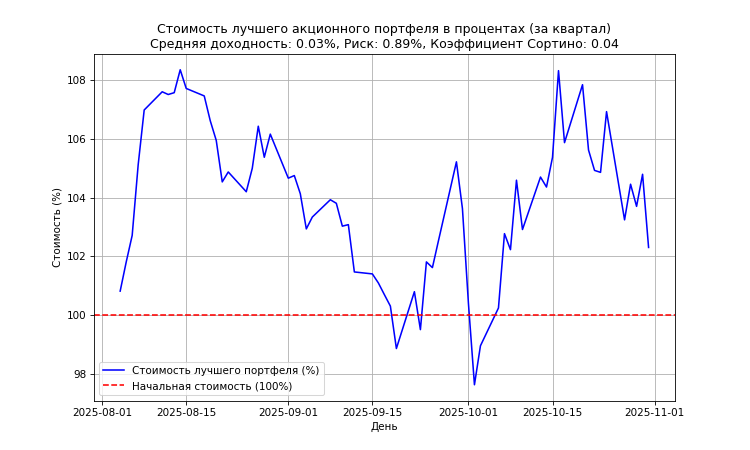 Стоимость лучшего акционного портфеля в процентах (за квартал)
Средняя доходность: 0.03%, Риск: 0.89%, Коэффициент Сортино: 0.04
108
106
104
102
100
98
Стоимость (%)
Стоимость лучшего портфеля (%)
Начальная стоимость (100%)
2025-08-01
2025-08-15
2025-09-01
2025-09-15
2025-10-01
2025-10-15
2025-11-01
День